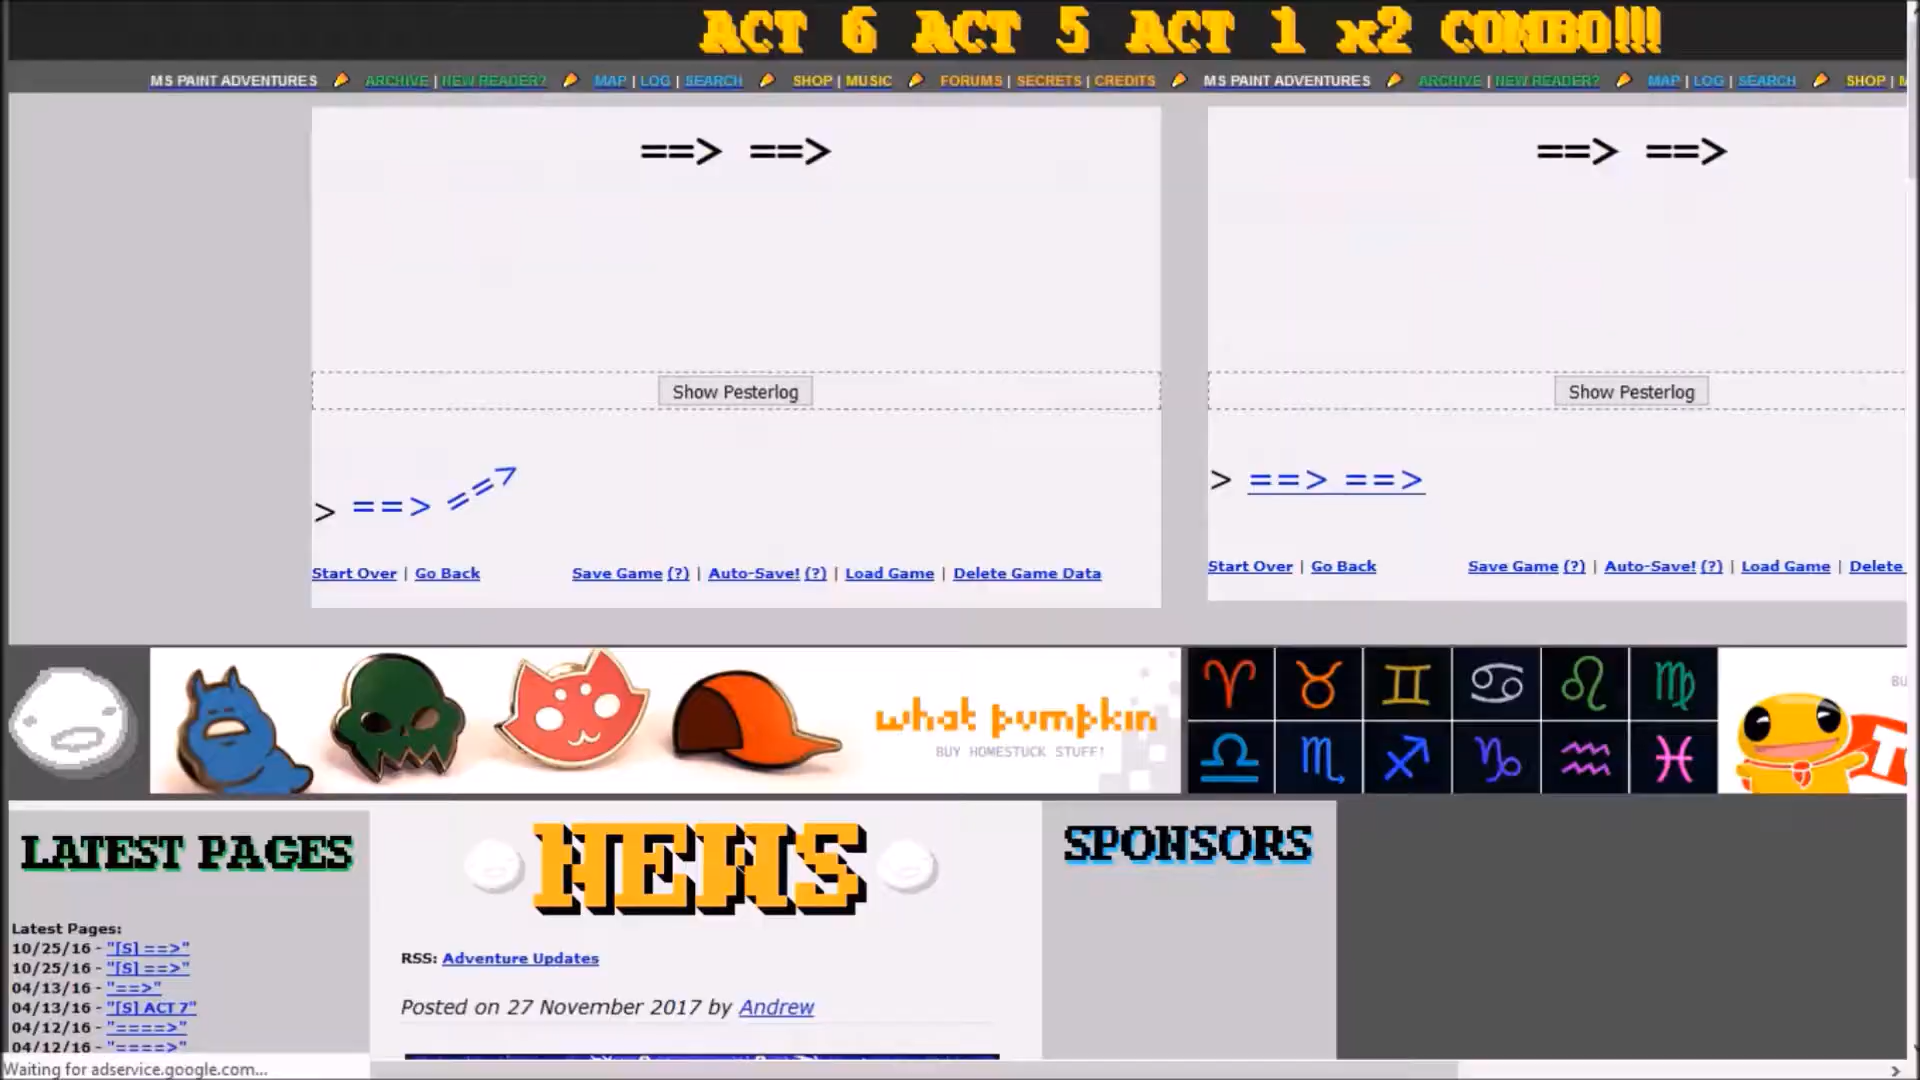 ACT 6 ACT 5 ACT 1 x2 COMBO!!!
MS PAINT ADVENTURES ARCHIVE | NEW READER? MAP | LOG | SEARCH SHOP | MUSIC FORUMS | SECRETS | CREDITS MS PAINT ADVENTURES ARCHIVE | NEW READER? MAP | LOG | SEARCH SHOP |
==> ==>
Show Pesterlog
> ==> ==>
Start Over | Go Back Save Game (?) | Auto-Save! (?) | Load Game | Delete Game Data
==> ==>
Show Pesterlog
> ==> ==>
Start Over | Go Back Save Game (?) | Auto-Save! (?) | Load Game | Delete
what pumpkin
BUY HOMESTUCK STUFF!
♈ ♉ ♊ ♋ ♌ ♍
♎ ♏ ♐ ♑ ♒ ♓
LATEST PAGES
Latest Pages:
10/25/16 - "[S] ==>"
10/25/16 - "[S] ==>"
04/13/16 - "==>"
04/13/16 - "[S] ACT 7"
04/12/16 - "====>"
04/12/16 - "====>"
NEWS
RSS: Adventure Updates
Posted on 27 November 2017 by Andrew
SPONSORS
Waiting for adservice.google.com...